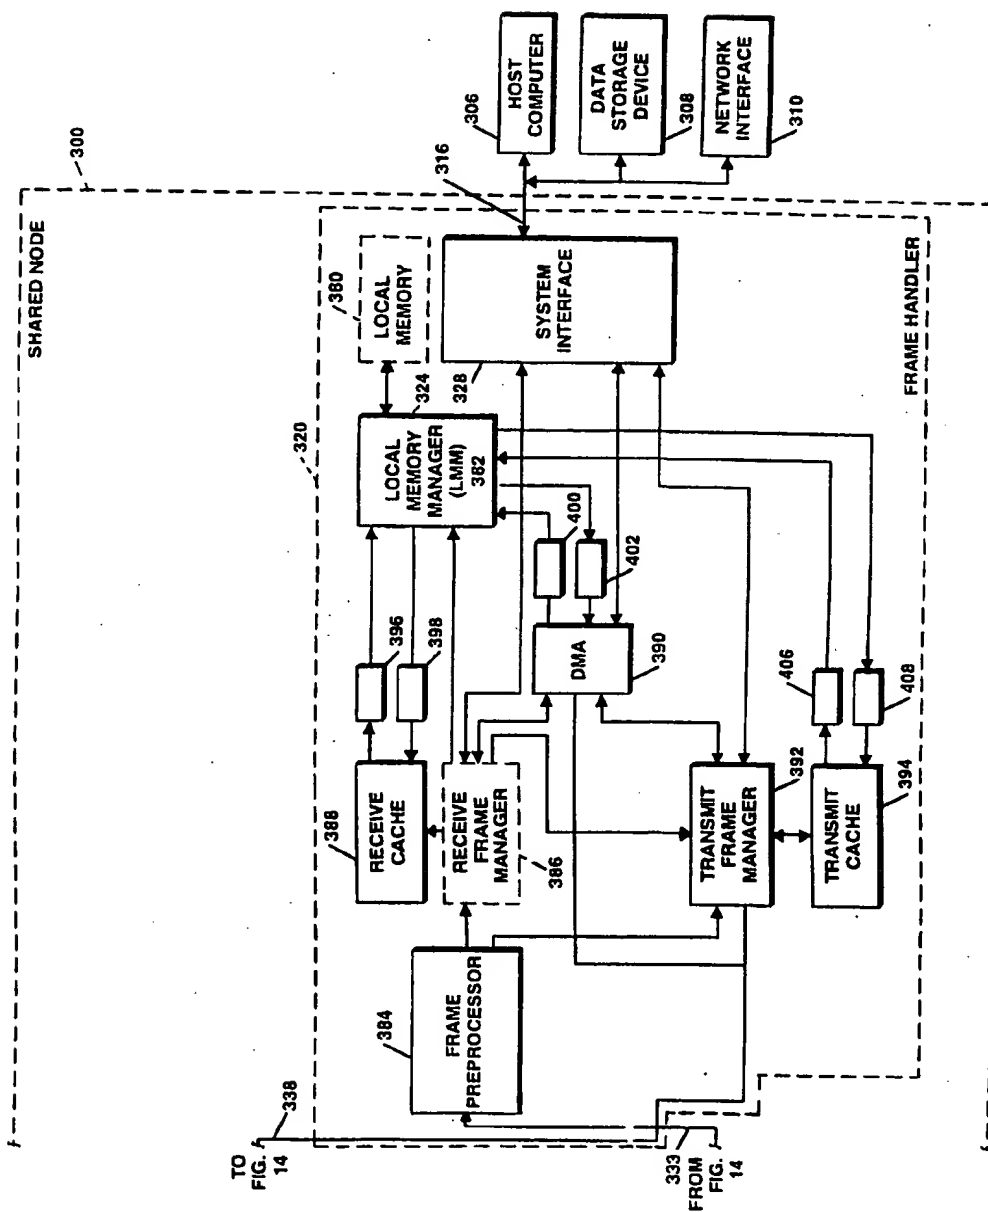 SHARED NODE
300
320
380
LOCAL
MEMORY
316
306
HOST
COMPUTER
DATA
STORAGE
DEVICE
308
NETWORK
INTERFACE
310
324
LOCAL
MEMORY
MANAGER
(LMM)
382
328
SYSTEM
INTERFACE
396
398
400
402
DMA
390
388
RECEIVE
CACHE
RECEIVE
FRAME
MANAGER
386
392
TRANSMIT
FRAME
MANAGER
406
408
TRANSMIT
CACHE
394
384
FRAME
PREPROCESSOR
FRAME HANDLER
338
TO
FIG.
14
333
FROM
FIG.
14